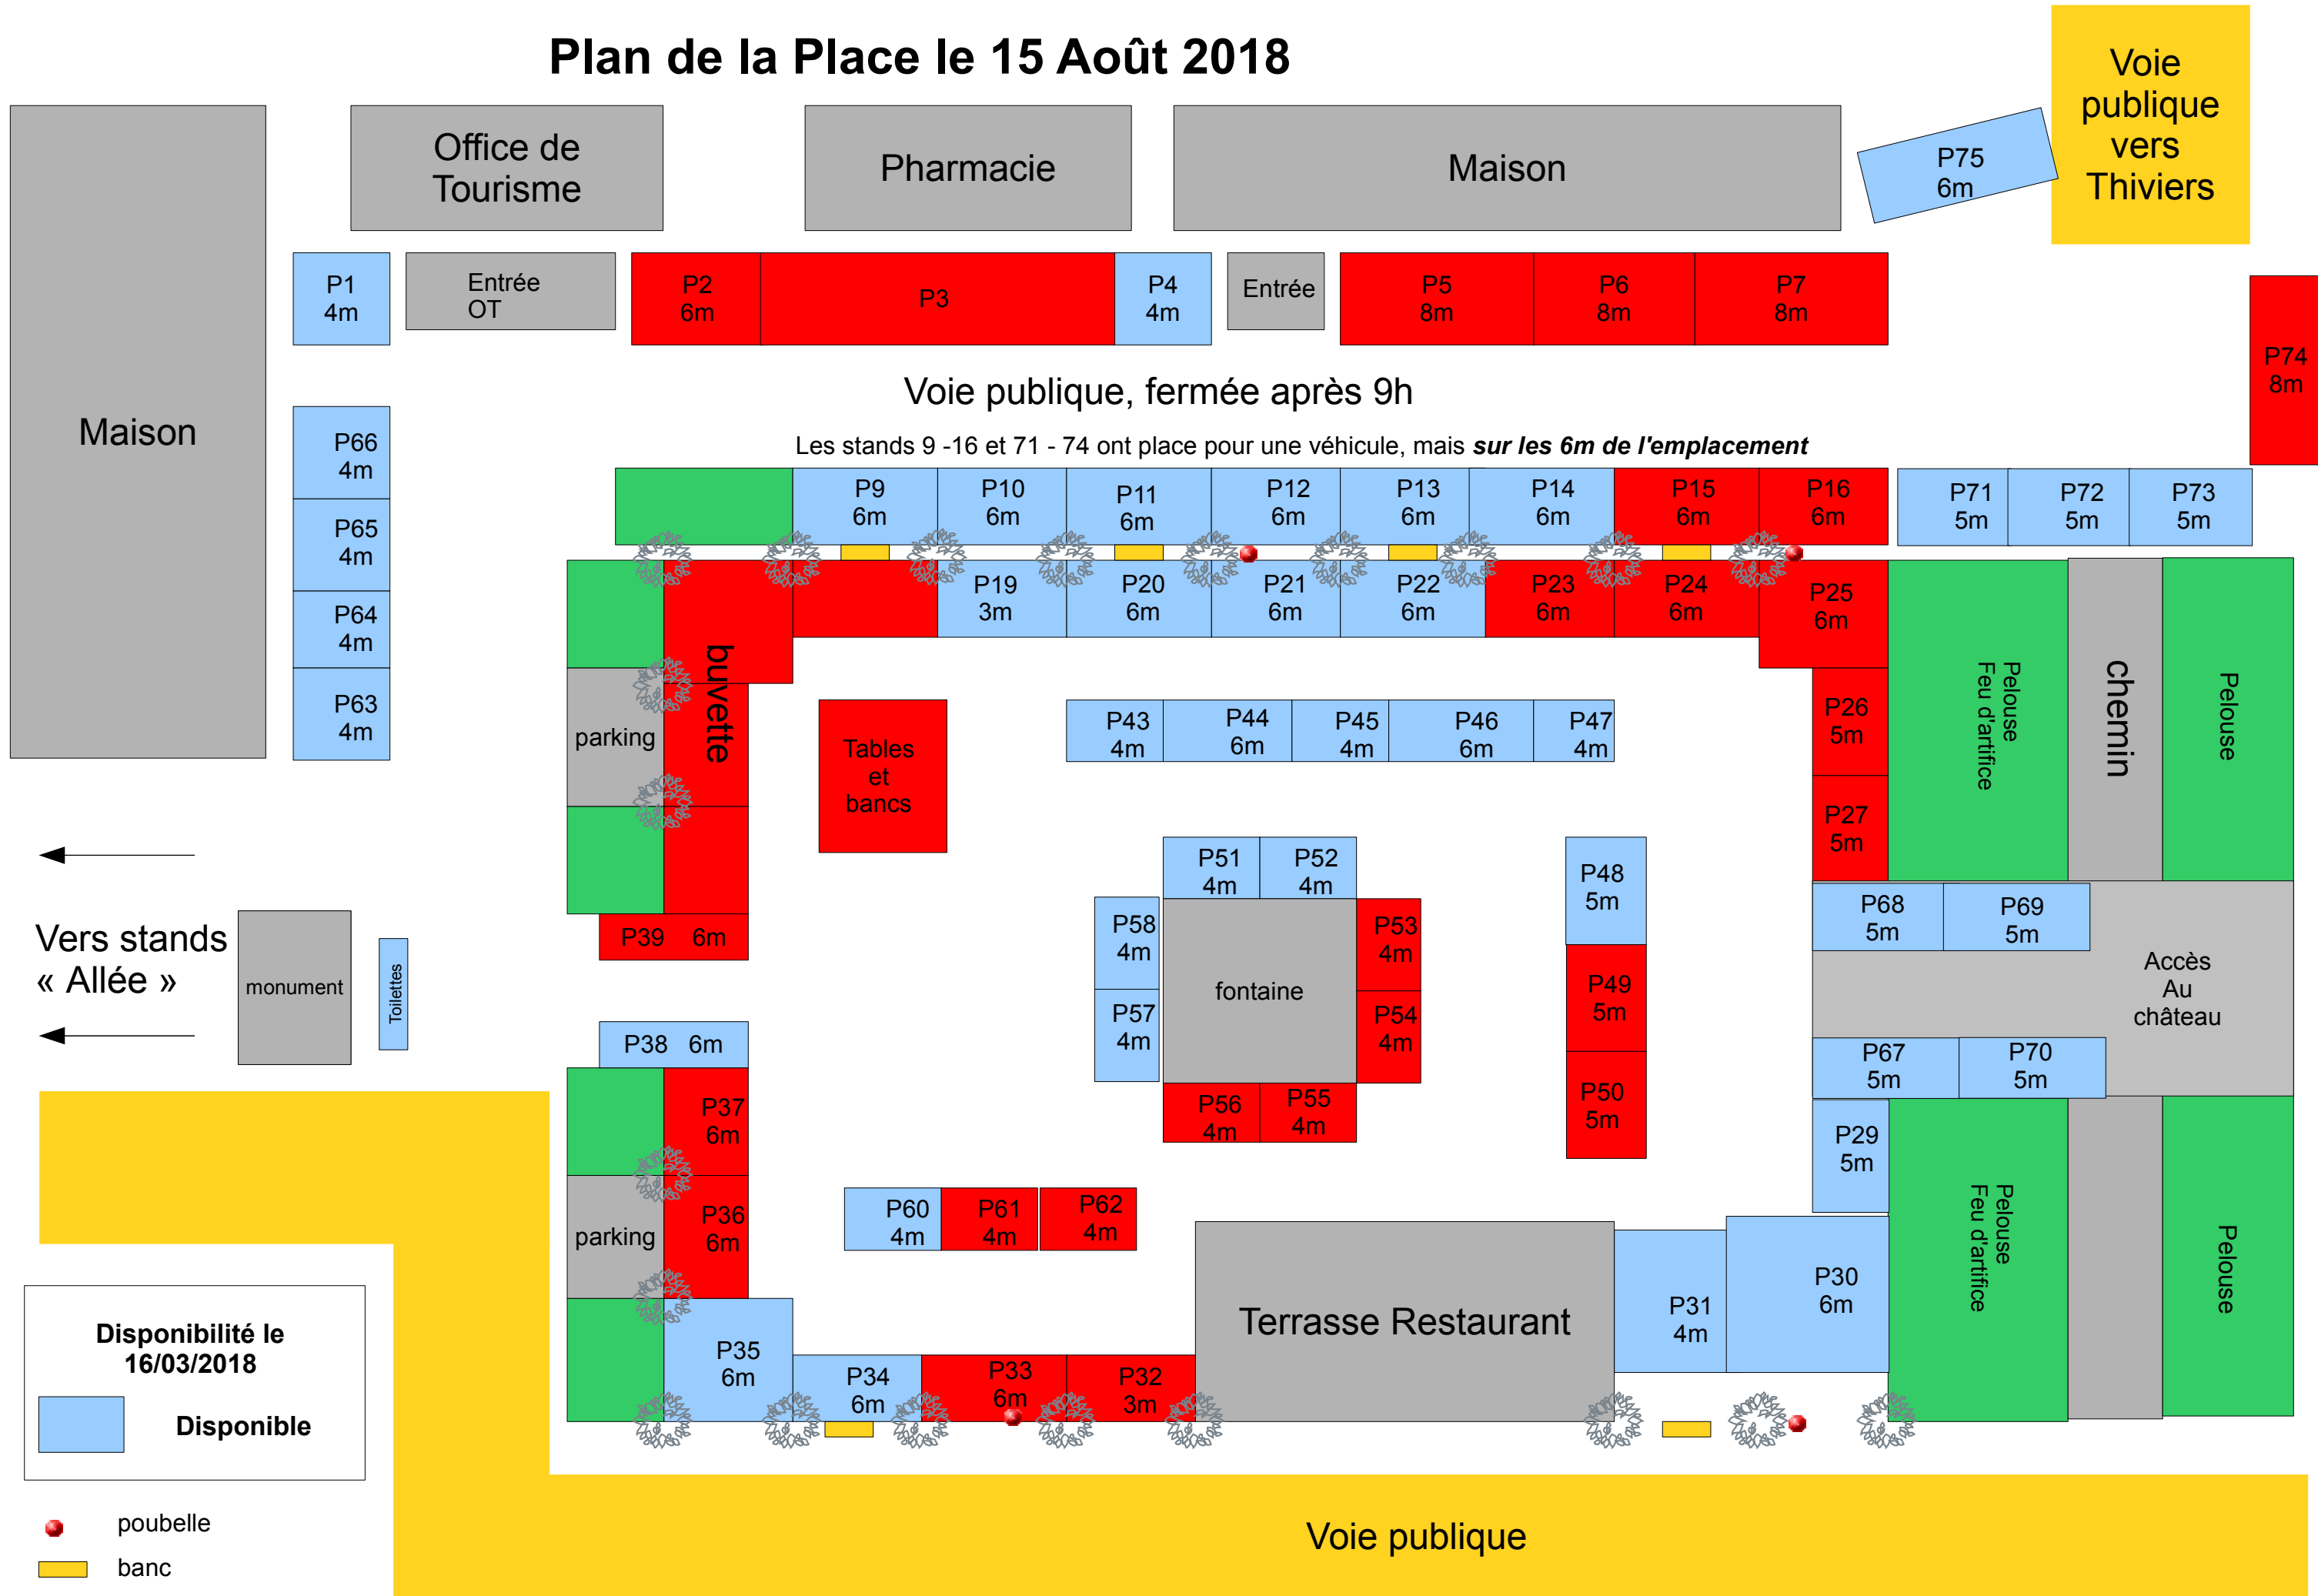 Plan de la Place le 15 Août 2018
Voie
publique
vers
Thiviers
Office de
Tourisme
Pharmacie
Maison
P75
6m
Maison
P1
4m
Entrée
OT
P2
6m
P3
P4
4m
Entrée
P5
8m
P6
8m
P7
8m
P74
8m
Voie publique, fermée après 9h
Les stands 9 -16 et 71 - 74 ont place pour une véhicule, mais sur les 6m de l'emplacement
P66
4m
P65
4m
P64
4m
P63
4m
P9
6m
P10
6m
P11
6m
P12
6m
P13
6m
P14
6m
P15
6m
P16
6m
P71
5m
P72
5m
P73
5m
P19
3m
P20
6m
P21
6m
P22
6m
P23
6m
P24
6m
P25
6m
buvette
parking
Tables
et
bancs
P43
4m
P44
6m
P45
4m
P46
6m
P47
4m
P26
5m
P27
5m
Pelouse
Feu d'artifice
chemin
Pelouse
P51
4m
P52
4m
P58
4m
P57
4m
fontaine
P53
4m
P54
4m
P56
4m
P55
4m
P48
5m
P49
5m
P50
5m
P68
5m
P69
5m
Accès
Au
château
P67
5m
P70
5m
P29
5m
Vers stands
« Allée »
monument
Toilettes
P39 6m
P38 6m
P37
6m
P36
6m
parking
P60
4m
P61
4m
P62
4m
Terrasse Restaurant
P31
4m
P30
6m
Pelouse
Feu d'artifice
Pelouse
P35
6m
P34
6m
P33
6m
P32
3m
Disponibilité le
16/03/2018
Disponible
poubelle
banc
Voie publique